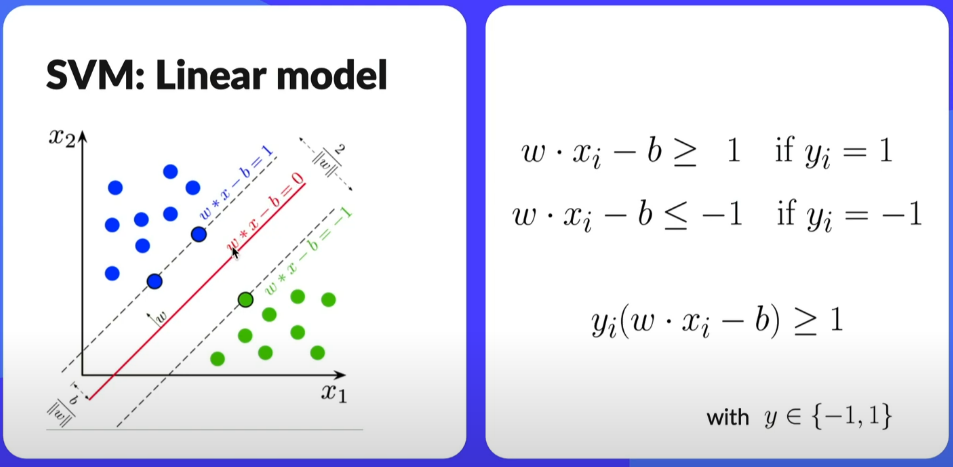 SVM: Linear model
x₂
w * x − b = 1
2
‖w‖
w * x − b = 0
w * x − b = −1
w
b
‖w‖
x₁
w · xᵢ − b ≥ 1 if yᵢ = 1
w · xᵢ − b ≤ −1 if yᵢ = −1
yᵢ(w · xᵢ − b) ≥ 1
with y ∈ {−1, 1}